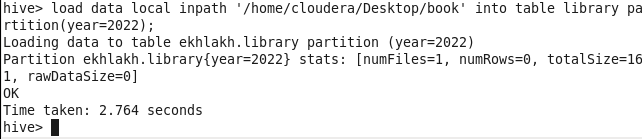 hive> load data local inpath '/home/cloudera/Desktop/book' into table library pa
rtition(year=2022);
Loading data to table ekhlakh.library partition (year=2022)
Partition ekhlakh.library{year=2022} stats: [numFiles=1, numRows=0, totalSize=16
1, rawDataSize=0]
OK
Time taken: 2.764 seconds
hive>